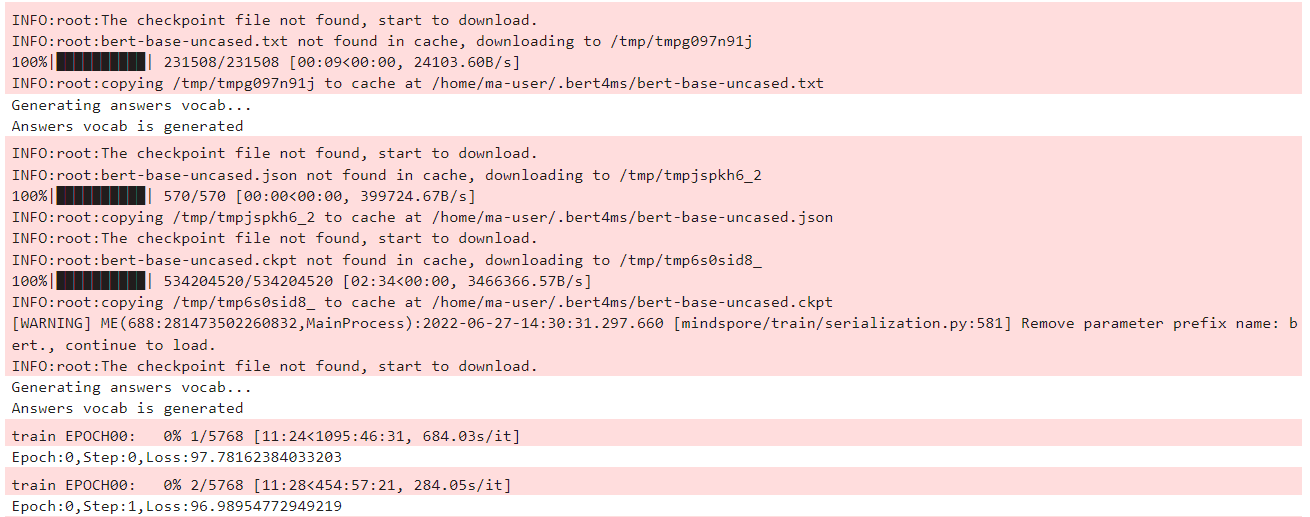 INFO:root:The checkpoint file not found, start to download.
INFO:root:bert-base-uncased.txt not found in cache, downloading to /tmp/tmpg097n91j
100%|██████████| 231508/231508 [00:09<00:00, 24103.60B/s]
INFO:root:copying /tmp/tmpg097n91j to cache at /home/ma-user/.bert4ms/bert-base-uncased.txt
Generating answers vocab...
Answers vocab is generated
INFO:root:The checkpoint file not found, start to download.
INFO:root:bert-base-uncased.json not found in cache, downloading to /tmp/tmpjspkh6_2
100%|██████████| 570/570 [00:00<00:00, 399724.67B/s]
INFO:root:copying /tmp/tmpjspkh6_2 to cache at /home/ma-user/.bert4ms/bert-base-uncased.json
INFO:root:The checkpoint file not found, start to download.
INFO:root:bert-base-uncased.ckpt not found in cache, downloading to /tmp/tmp6s0sid8_
100%|██████████| 534204520/534204520 [02:34<00:00, 3466366.57B/s]
INFO:root:copying /tmp/tmp6s0sid8_ to cache at /home/ma-user/.bert4ms/bert-base-uncased.ckpt
[WARNING] ME(688:281473502260832,MainProcess):2022-06-27-14:30:31.297.660 [mindspore/train/serialization.py:581] Remove parameter prefix name: b
ert., continue to load.
INFO:root:The checkpoint file not found, start to download.
Generating answers vocab...
Answers vocab is generated
train EPOCH00:   0% 1/5768 [11:24<1095:46:31, 684.03s/it]
Epoch:0,Step:0,Loss:97.78162384033203
train EPOCH00:   0% 2/5768 [11:28<454:57:21, 284.05s/it]
Epoch:0,Step:1,Loss:96.98954772949219